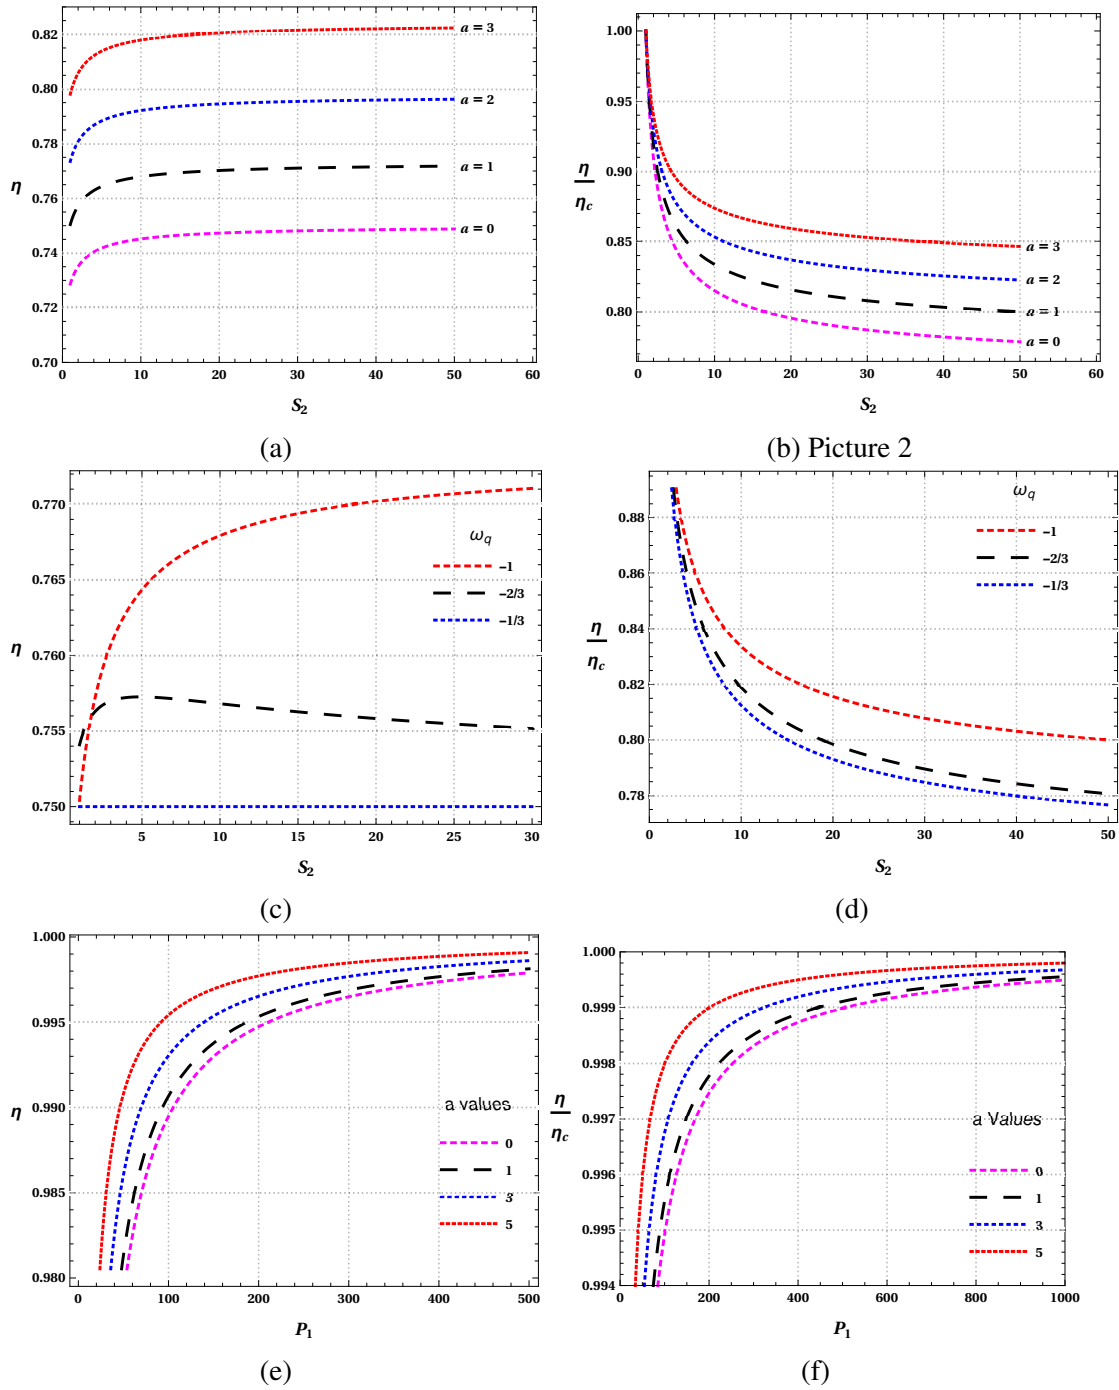 0.82
0.80
0.78
0.76
0.74
0.72
0.70
η
a = 3
a = 2
a = 1
a = 0
0 10 20 30 40 50 60
S₂
(a)
1.00
0.95
0.90
0.85
0.80
η
η_c
a = 3
a = 2
a = 1
a = 0
0 10 20 30 40 50 60
S₂
(b) Picture 2
0.770
0.765
0.760
0.755
0.750
η
ω_q
-1
-2/3
-1/3
5 10 15 20 25 30
S₂
(c)
0.88
0.86
0.84
0.82
0.80
0.78
η
η_c
ω_q
-1
-2/3
-1/3
0 10 20 30 40 50
S₂
(d)
1.000
0.995
0.990
0.985
0.980
η
a values
0
1
3
5
0 100 200 300 400 500
P₁
(e)
1.000
0.999
0.998
0.997
0.996
0.995
0.994
η
η_c
a Values
0
1
3
5
0 200 400 600 800 1000
P₁
(f)